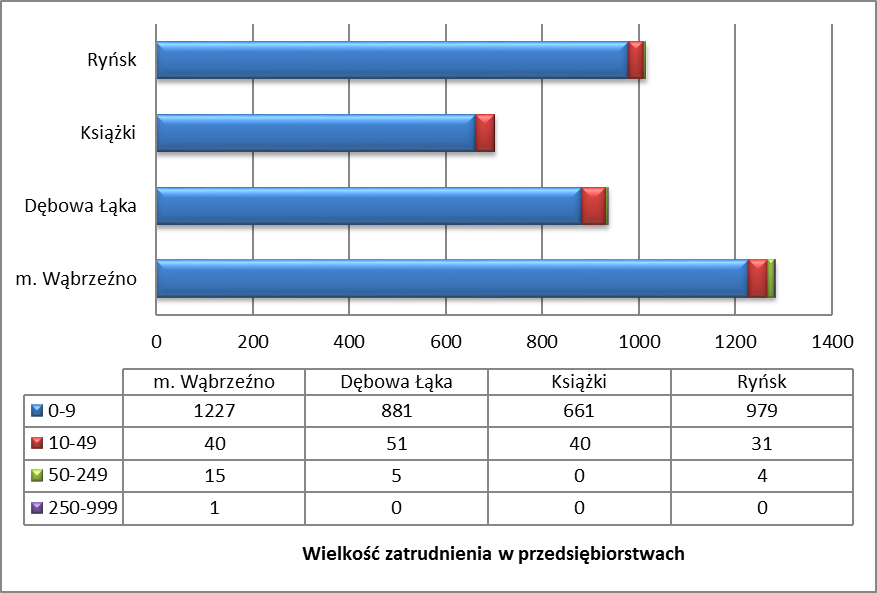 Ryńsk
Książki
Dębowa Łąka
m. Wąbrzeźno
0 200 400 600 800 1000 1200 1400
m. Wąbrzeźno Dębowa Łąka Książki Ryńsk
0-9 1227 881 661 979
10-49 40 51 40 31
50-249 15 5 0 4
250-999 1 0 0 0
Wielkość zatrudnienia w przedsiębiorstwach